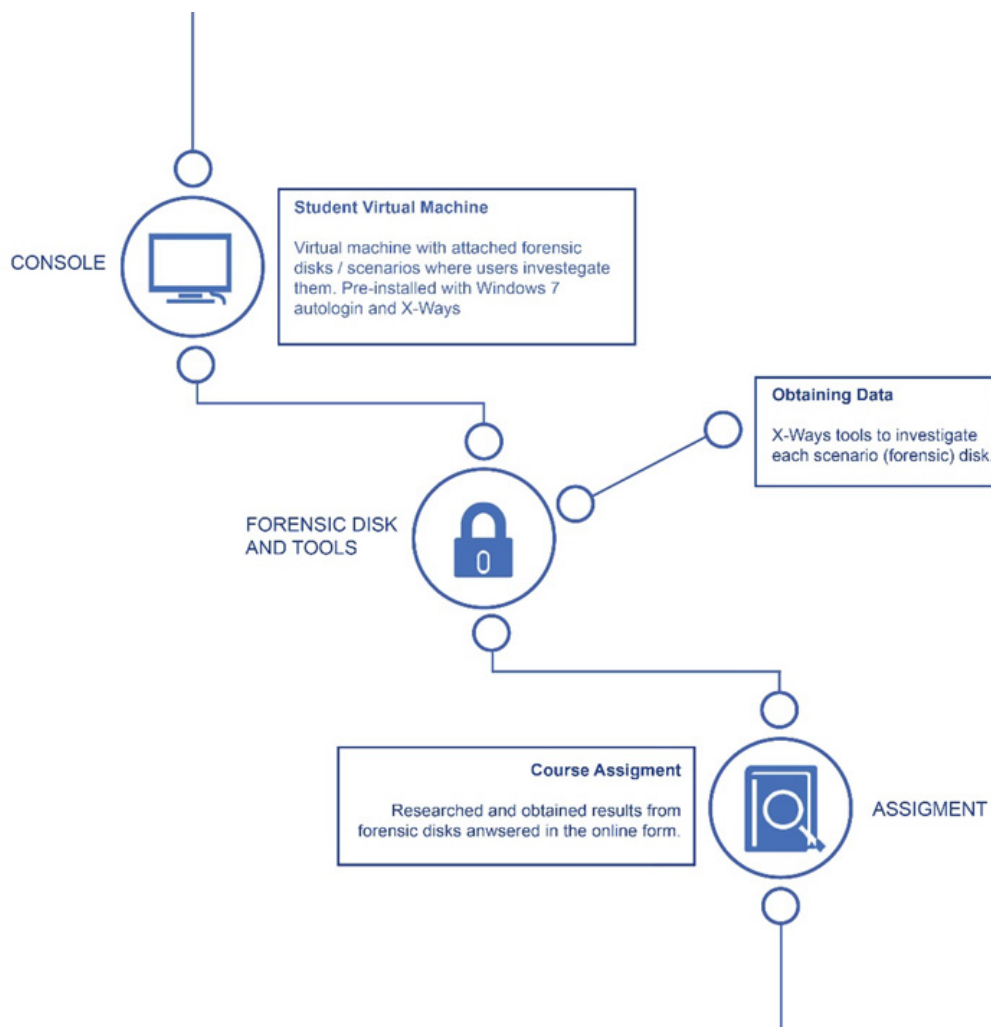 CONSOLE
Student Virtual Machine
Virtual machine with attached forensic
disks / scenarios where users investegate
them. Pre-installed with Windows 7
autologin and X-Ways
Obtaining Data
X-Ways tools to investigate
each scenario (forensic) disk.
FORENSIC DISK
AND TOOLS
Course Assigment
Researched and obtained results from
forensic disks anwsered in the online form.
ASSIGMENT